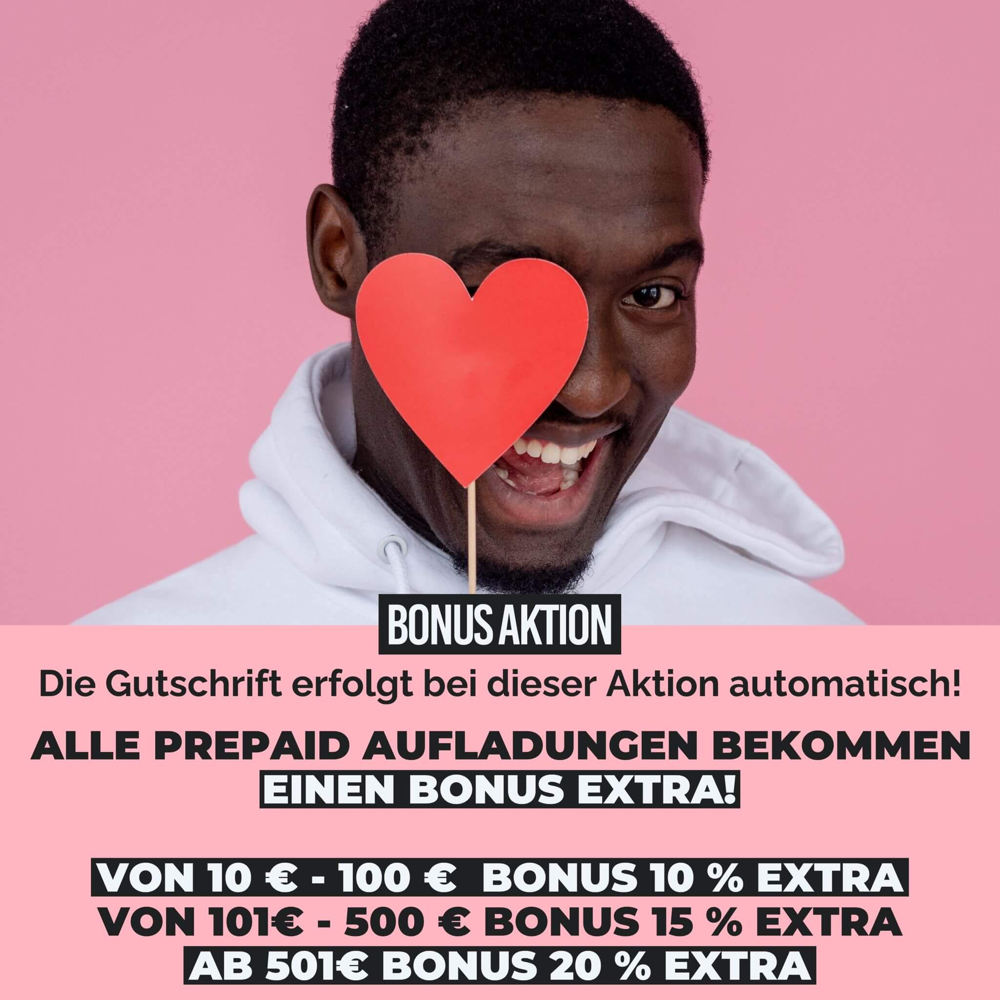 BONUS AKTION
Die Gutschrift erfolgt bei dieser Aktion automatisch!
ALLE PREPAID AUFLADUNGEN BEKOMMEN
EINEN BONUS EXTRA!
VON 10 € - 100 € BONUS 10 % EXTRA
VON 101€ - 500 € BONUS 15 % EXTRA
AB 501€ BONUS 20 % EXTRA